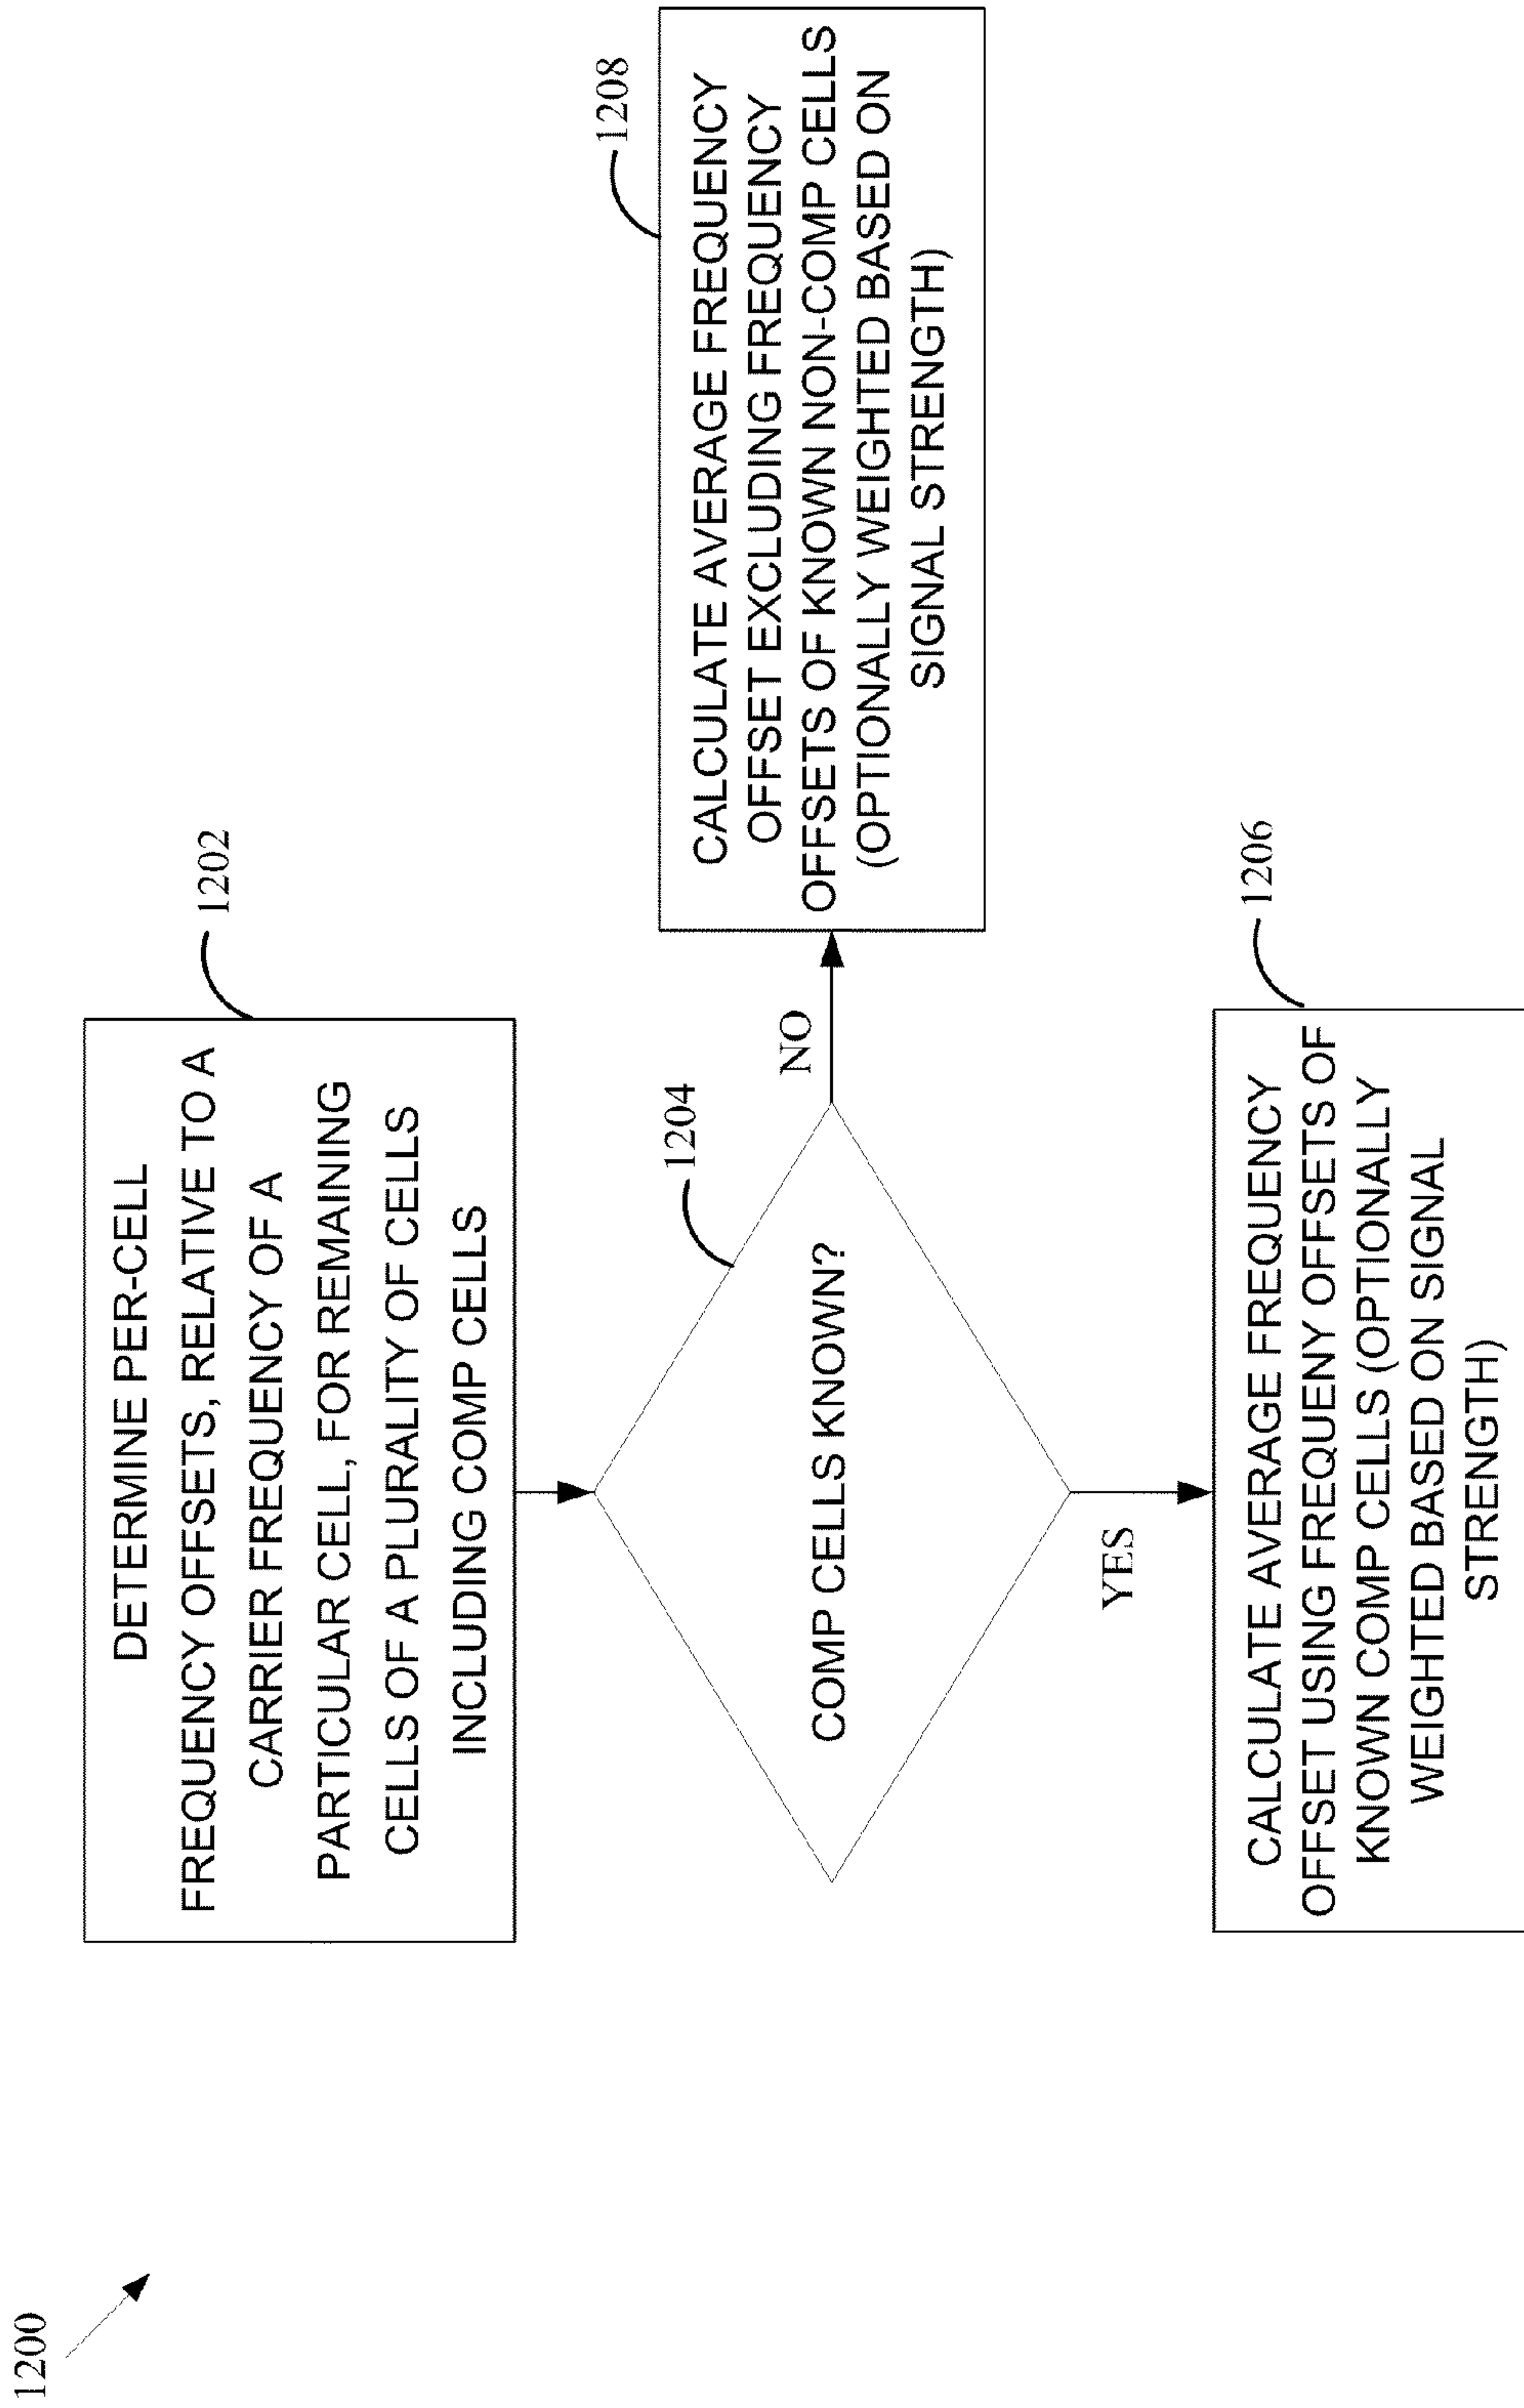 1200
1202
DETERMINE PER-CELL
FREQUENCY OFFSETS, RELATIVE TO A
CARRIER FREQUENCY OF A
PARTICULAR CELL, FOR REMAINING
CELLS OF A PLURALITY OF CELLS
INCLUDING COMP CELLS
1204
COMP CELLS KNOWN?
NO
1208
CALCULATE AVERAGE FREQUENCY
OFFSET EXCLUDING FREQUENCY
OFFSETS OF KNOWN NON-COMP CELLS
(OPTIONALLY WEIGHTED BASED ON
SIGNAL STRENGTH)
YES
1206
CALCULATE AVERAGE FREQUENCY
OFFSET USING FREQUENY OFFSETS OF
KNOWN COMP CELLS (OPTIONALLY
WEIGHTED BASED ON SIGNAL
STRENGTH)